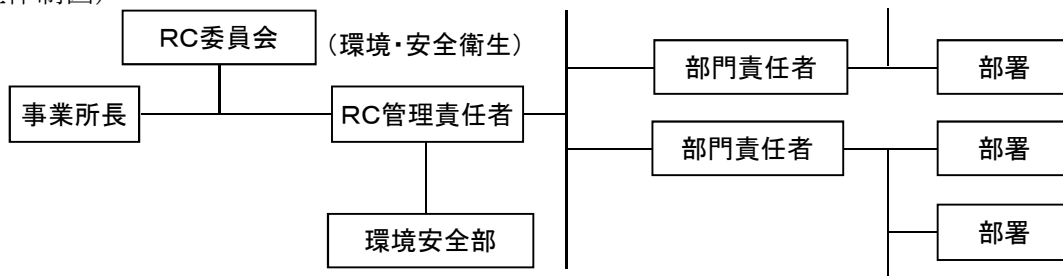 RC委員会 (環境・安全衛生)
部門責任者 部署
事業所長 RC管理責任者
部門責任者 部署
環境安全部 部署